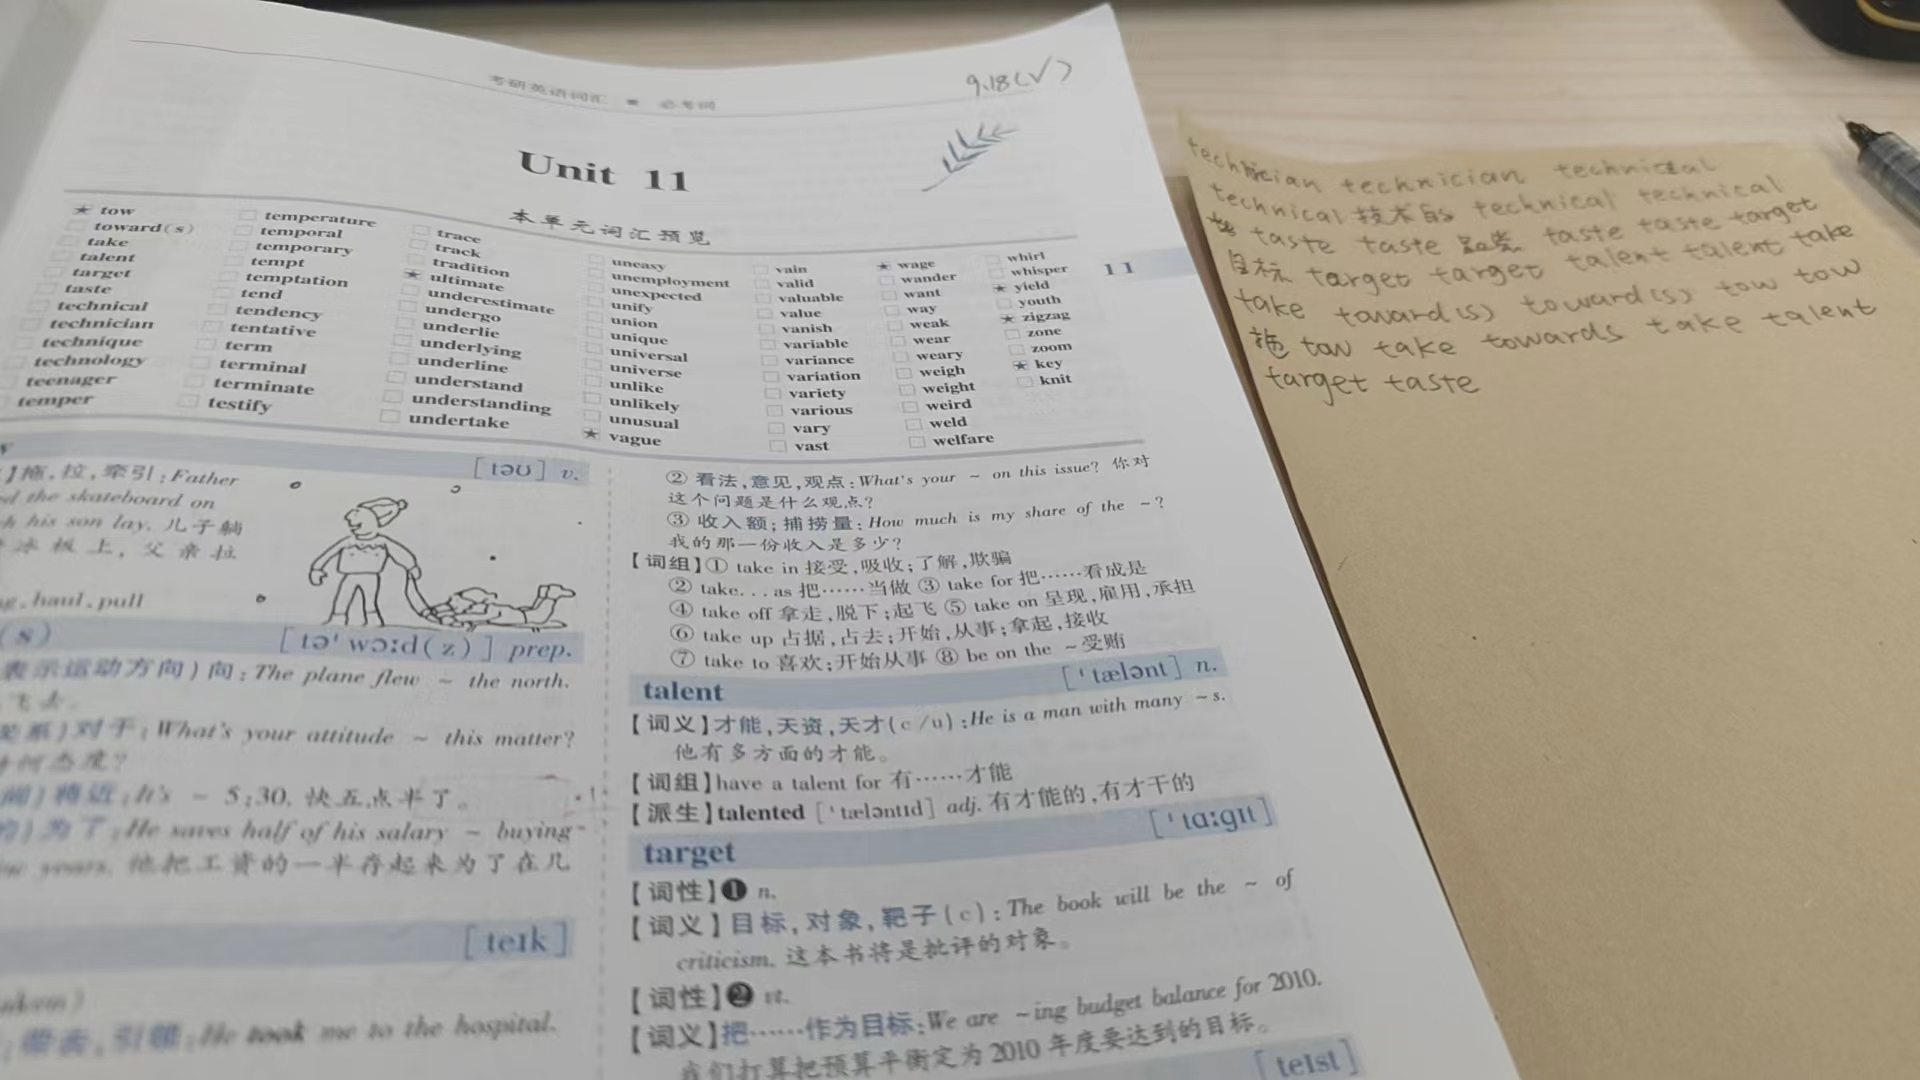 考研英语词汇 ■ 必考词
9.18(√)
Unit 11
本单元词汇预览
11
★ tow
toward(s)
take
talent
target
taste
technical
technician
technique
technology
teenager
temper
temperature
temporal
temporary
tempt
temptation
tend
tendency
tentative
term
terminal
terminate
testify
trace
track
tradition
★ ultimate
underestimate
undergo
underlie
underlying
underline
understand
understanding
undertake
uneasy
unemployment
unexpected
unify
union
unique
universal
universe
unlike
unlikely
unusual
★ vague
vain
valid
valuable
value
vanish
variable
variance
variation
variety
various
vary
vast
★ wage
wander
want
way
weak
wear
weary
weigh
weight
weird
weld
welfare
whirl
whisper
★ yield
youth
★ zigzag
zone
zoom
★ key
knit
[təʊ] v.
】拖,拉,牵引:Father
ed the skateboard on
h his son lay. 儿子躺
冰板上,父亲拉
g, haul, pull
(s) [tə'wɔːd(z)] prep.
表示运动方向)向:The plane flew ~ the north.
飞去。
系)对于:What's your attitude ~ this matter?
何态度?
间)将近:It's ~ 5:30. 快五点半了。
的)为了:He saves half of his salary ~ buying
few years. 他把工资的一半存起来为了在几
[teɪk]
:带去,引领:He took me to the hospital.
② 看法,意见,观点:What's your ~ on this issue? 你对
这个问题是什么观点?
③ 收入额;捕捞量:How much is my share of the ~?
我的那一份收入是多少?
【词组】① take in 接受,吸收;了解,欺骗
② take...as 把……当做 ③ take for 把……看成是
④ take off 拿走,脱下;起飞 ⑤ take on 呈现,雇用,承担
⑥ take up 占据,占去;开始,从事;拿起,接收
⑦ take to 喜欢;开始从事 ⑧ be on the ~受贿
talent ['tælənt] n.
【词义】才能,天资,天才(c/u):He is a man with many ~s.
他有多方面的才能。
【词组】have a talent for 有……才能
【派生】talented ['tæləntɪd] adj. 有才能的,有才干的
target ['tɑːgɪt]
【词性】❶ n.
【词义】目标,对象,靶子(c):The book will be the ~ of
criticism. 这本书将是批评的对象。
【词性】❷ vt.
【词义】把……作为目标:We are ~ing budget balance for 2010.
我们打算把预算平衡定为 2010 年度要达到的目标。
[teɪst]
technician technician technical
technical 技术的 technical technical
taste taste 品尝 taste taste target
目标 target target talent talent take
take toward(s) toward(s) tow tow
拖 tow take towards take talent
target taste